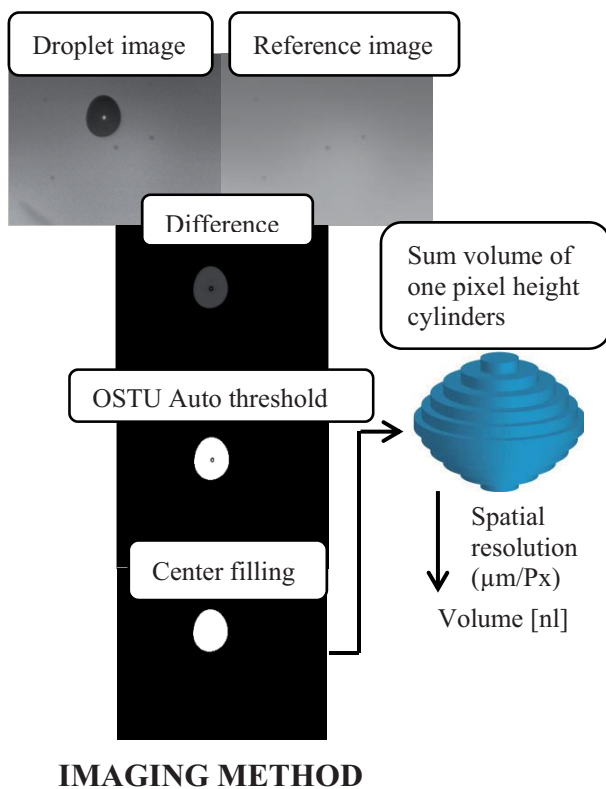 Droplet image
Reference image
Difference
Sum volume of
one pixel height
cylinders
OSTU Auto threshold
Center filling
Spatial
resolution
(µm/Px)
Volume [nl]
IMAGING METHOD